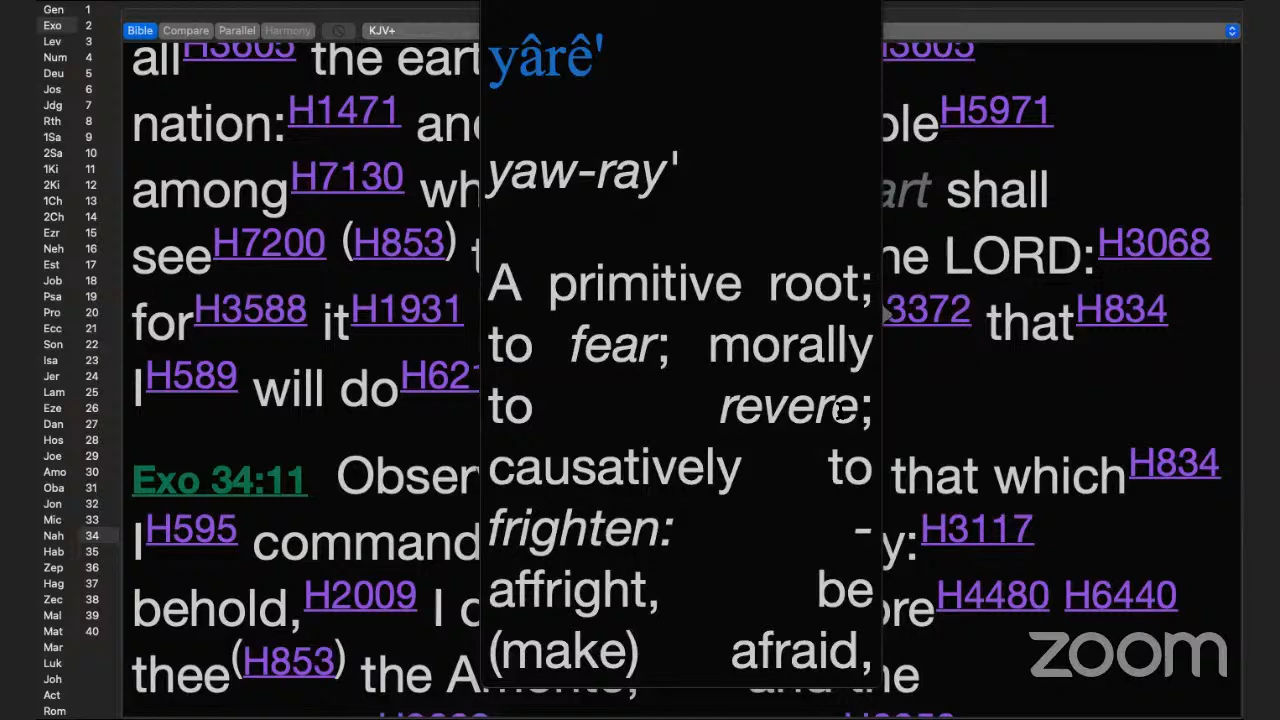 Gen 1
Exo 2
Lev 3
Num 4
Deu 5
Jos 6
Jdg 7
Rth 8
1Sa 9
2Sa 10
1Ki 11
2Ki 12
1Ch 13
2Ch 14
Ezr 15
Neh 16
Est 17
Job 18
Psa 19
Pro 20
Ecc 21
Son 22
Isa 23
Jer 24
Lam 25
Eze 26
Dan 27
Hos 28
Joe 29
Amo 30
Oba 31
Jon 32
Mic 33
Nah 34
Hab 35
Zep 36
Hag 37
Zec 38
Mal 39
Mat 40
Mar
Luk
Joh
Act
Rom
Bible Compare Parallel Harmony KJV+
all H3605 the eart H3605
nation: H1471 and ple H5971
among H7130 wh art shall
see H7200 (H853) t he LORD: H3068
for H3588 it H1931 3372 that H834
I H589 will do H621
Exo 34:11 Obser that which H834
I H595 command y: H3117
behold, H2009 I ore H4480 H6440
thee (H853) the Amorite, and the
yârê'
yaw-ray'
A primitive root;
to fear; morally
to revere;
causatively to
frighten: -
affright, be
(make) afraid,
zoom